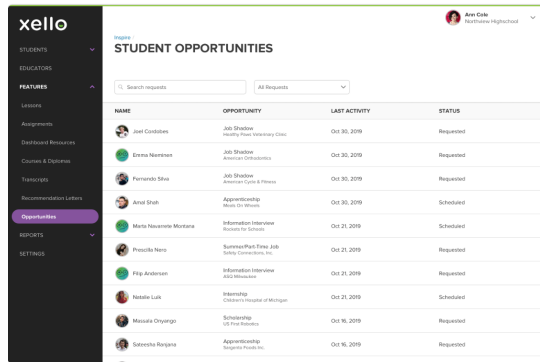 xello
Ann Cole
Northview Highschool
Inspire
STUDENT OPPORTUNITIES
STUDENTS
EDUCATORS
FEATURES
Lessons
Assignments
Dashboard Resources
Courses & Diplomas
Transcripts
Recommendation Letters
Opportunities
REPORTS
SETTINGS
Search requests
All Requests
NAME OPPORTUNITY LAST ACTIVITY STATUS
Joel Cordoles Job Shadow Oct 30, 2019 Requested
Healthy Paws Veterinary Clinic
Emma Nieminen Job Shadow Oct 30, 2019 Requested
American Orthodontics
Fernando Silva Job Shadow Oct 30, 2019 Requested
American Cycle & Fitness
Amal Shah Apprenticeship Oct 30, 2019 Scheduled
Meals On Wheels
Maria Navarrete Montana Information Interview Oct 21, 2019 Scheduled
Rockets for Schools
Prescilla Nero Summer/Part-Time Job Oct 21, 2019 Requested
Safety Connections, Inc.
Filip Andersen Information Interview Oct 21, 2019 Requested
ASQ Milwaukee
Natalie Luik Internship Oct 21, 2019 Scheduled
Children's Hospital of Michigan
Massala Onyango Scholarship Oct 16, 2019 Requested
US First Robotics
Sateesha Ranjana Apprenticeship Oct 16, 2019 Requested
Sargento Foods Inc